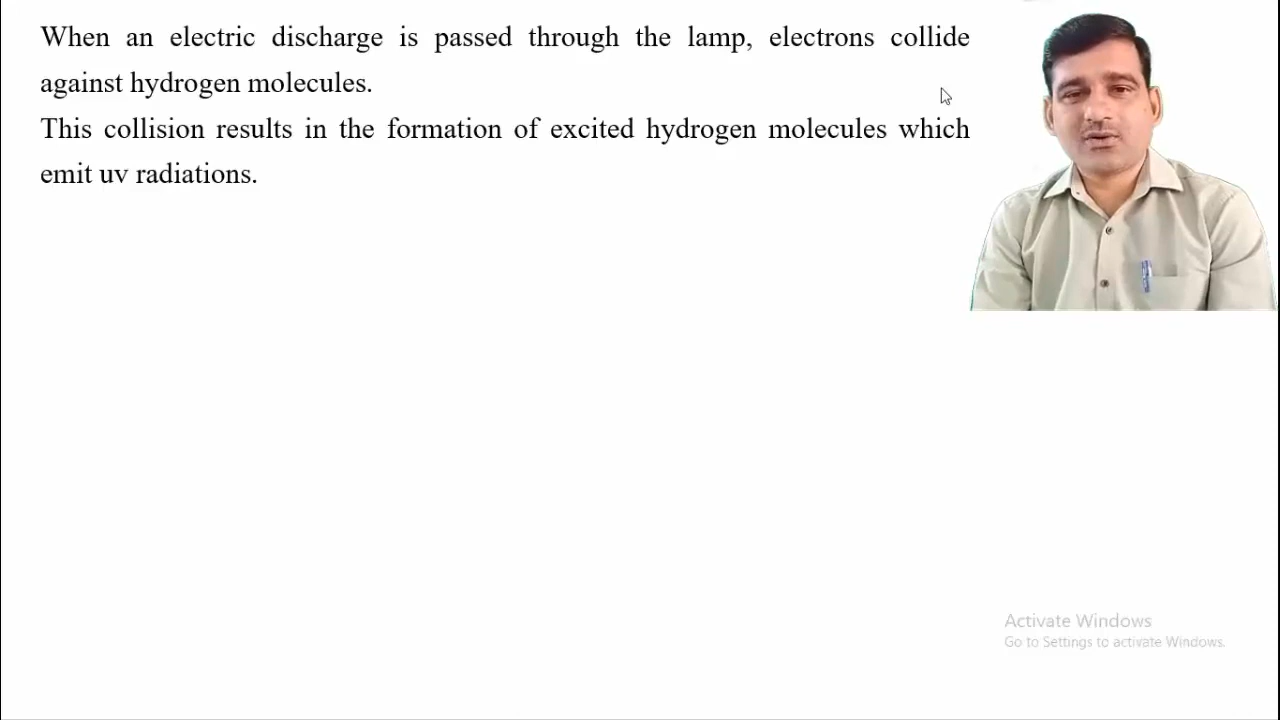 When an electric discharge is passed through the lamp, electrons collide
against hydrogen molecules.
This collision results in the formation of excited hydrogen molecules which
emit uv radiations.
Activate Windows
Go to Settings to activate Windows.